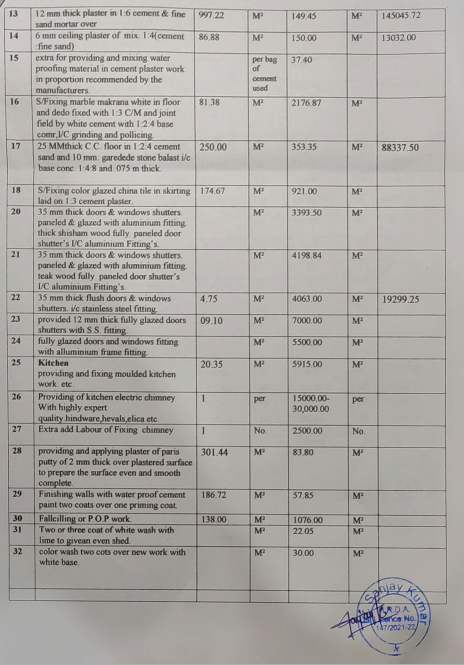 13 12 mm thick plaster in 1:6 cement & fine 997.22 M² 149.45 M² 145045.72
sand mortar over
14 6 mm ceiling plaster of mix. 1:4(cement 86.88 M² 150.00 M² 13032.00
:fine sand)
15 extra for providing and mixing water per bag 37.40
proofing material in cement plaster work of
in proportion recommended by the cement
manufacturers. used
16 S/Fixing marble makrana white in floor 81.38 M² 2176.87 M²
and dedo fixed with 1:3 C/M and joint
field by white cement with 1:2:4 base
comr,I/C grinding and pollicing.
17 25 MMthick C.C. floor in 1:2:4 cement 250.00 M² 353.35 M² 88337.50
sand and 10 mm. garedede stone balast i/c
base conc. 1:4:8 and .075 m thick.
18 S/Fixing color glazed china tile in skirting 174.67 M² 921.00 M²
laid on 1:3 cement plaster.
20 35 mm thick doors & windows shutters. M² 3393.50 M²
paneled & glazed with aluminium fitting.
thick shisham wood fully paneled door
shutter's I/C aluminium Fitting's.
21 35 mm thick doors & windows shutters. M² 4198.84 M²
paneled & glazed with aluminium fitting.
teak wood fully paneled door shutter's
I/C aluminium Fitting's.
22 35 mm thick flush doors & windows 4.75 M² 4063.00 M² 19299.25
shutters. i/c stainless steel fitting.
23 provided 12 mm thick fully glazed doors 09.10 M² 7000.00 M²
shutters with S.S. fitting.
24 fully glazed doors and windows fitting M² 5500.00 M²
with alluminium frame fitting.
25 Kitchen 20.35 M² 5915.00 M²
providing and fixing moulded kitchen
work. etc.
26 Providing of kitchen electric chimney 1 per 15000.00- per
With highly expert 30,000.00
quality.hindware,hevals,elica etc.
27 Extra add Labour of Fixing chimney 1 No. 2500.00 No.
28 providing and applying plaster of paris 301.44 M² 83.80 M²
putty of 2 mm thick over plastered surface
to prepare the surface even and smooth
complete.
29 Finishing walls with water proof cement 186.72 M² 57.85 M²
paint two coats over one priming coat.
30 Fallcilling or P.O.P work. 138.00 M² 1076.00 M²
31 Two or three coat of white wash with M² 22.05 M²
lime to givean even shed.
32 color wash two cots over new work with M² 30.00 M²
white base.
Sanjay Kumar
R.D.A.
No.
147/2021-22